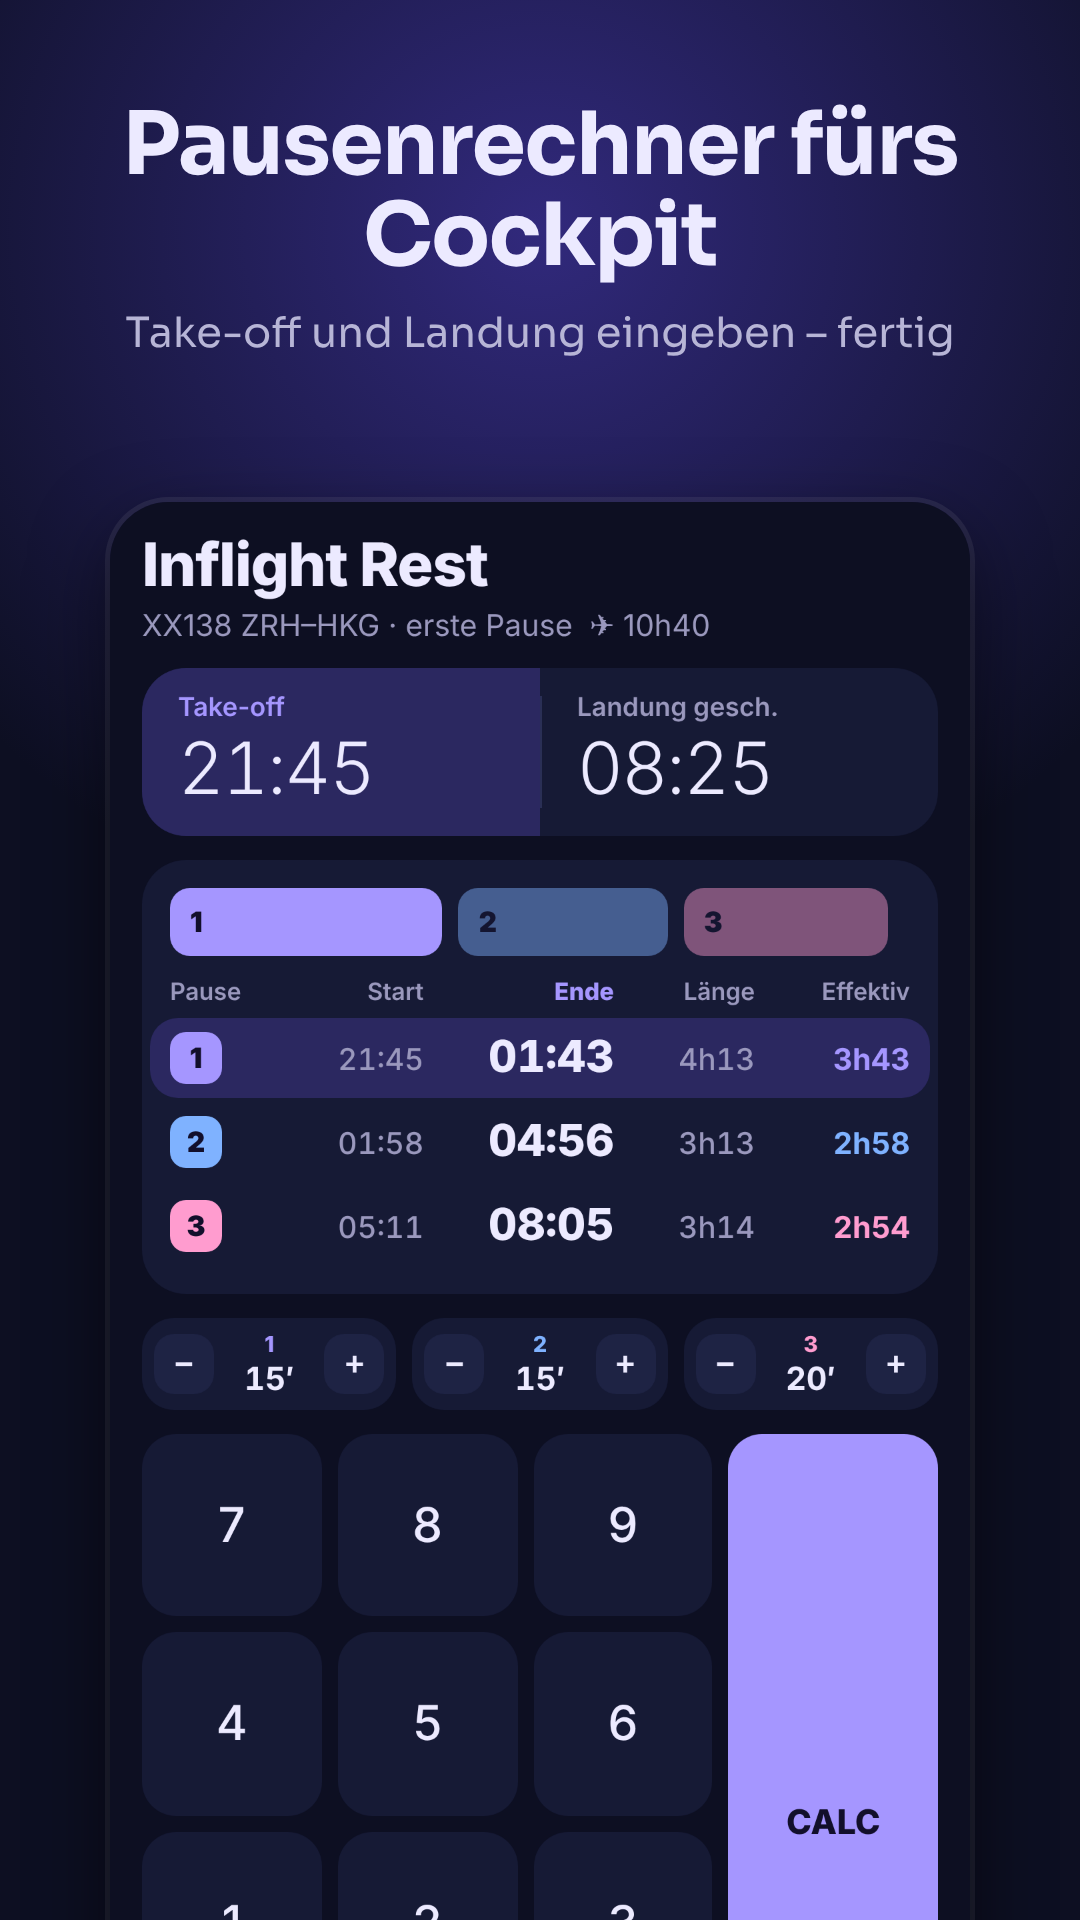 Pausenrechner fürs
Cockpit
Take-off und Landung eingeben – fertig
Inflight Rest
XX138 ZRH–HKG · erste Pause ✈ 10h40
Take-off
Landung gesch.
21:45
08:25
1 2 3
Pause Start Ende Länge Effektiv
1 21:45 01:43 4h13 3h43
2 01:58 04:56 3h13 2h58
3 05:11 08:05 3h14 2h54
1 2 3
− 15′ + − 15′ + − 20′ +
7 8 9
4 5 6
CALC
1 2 3